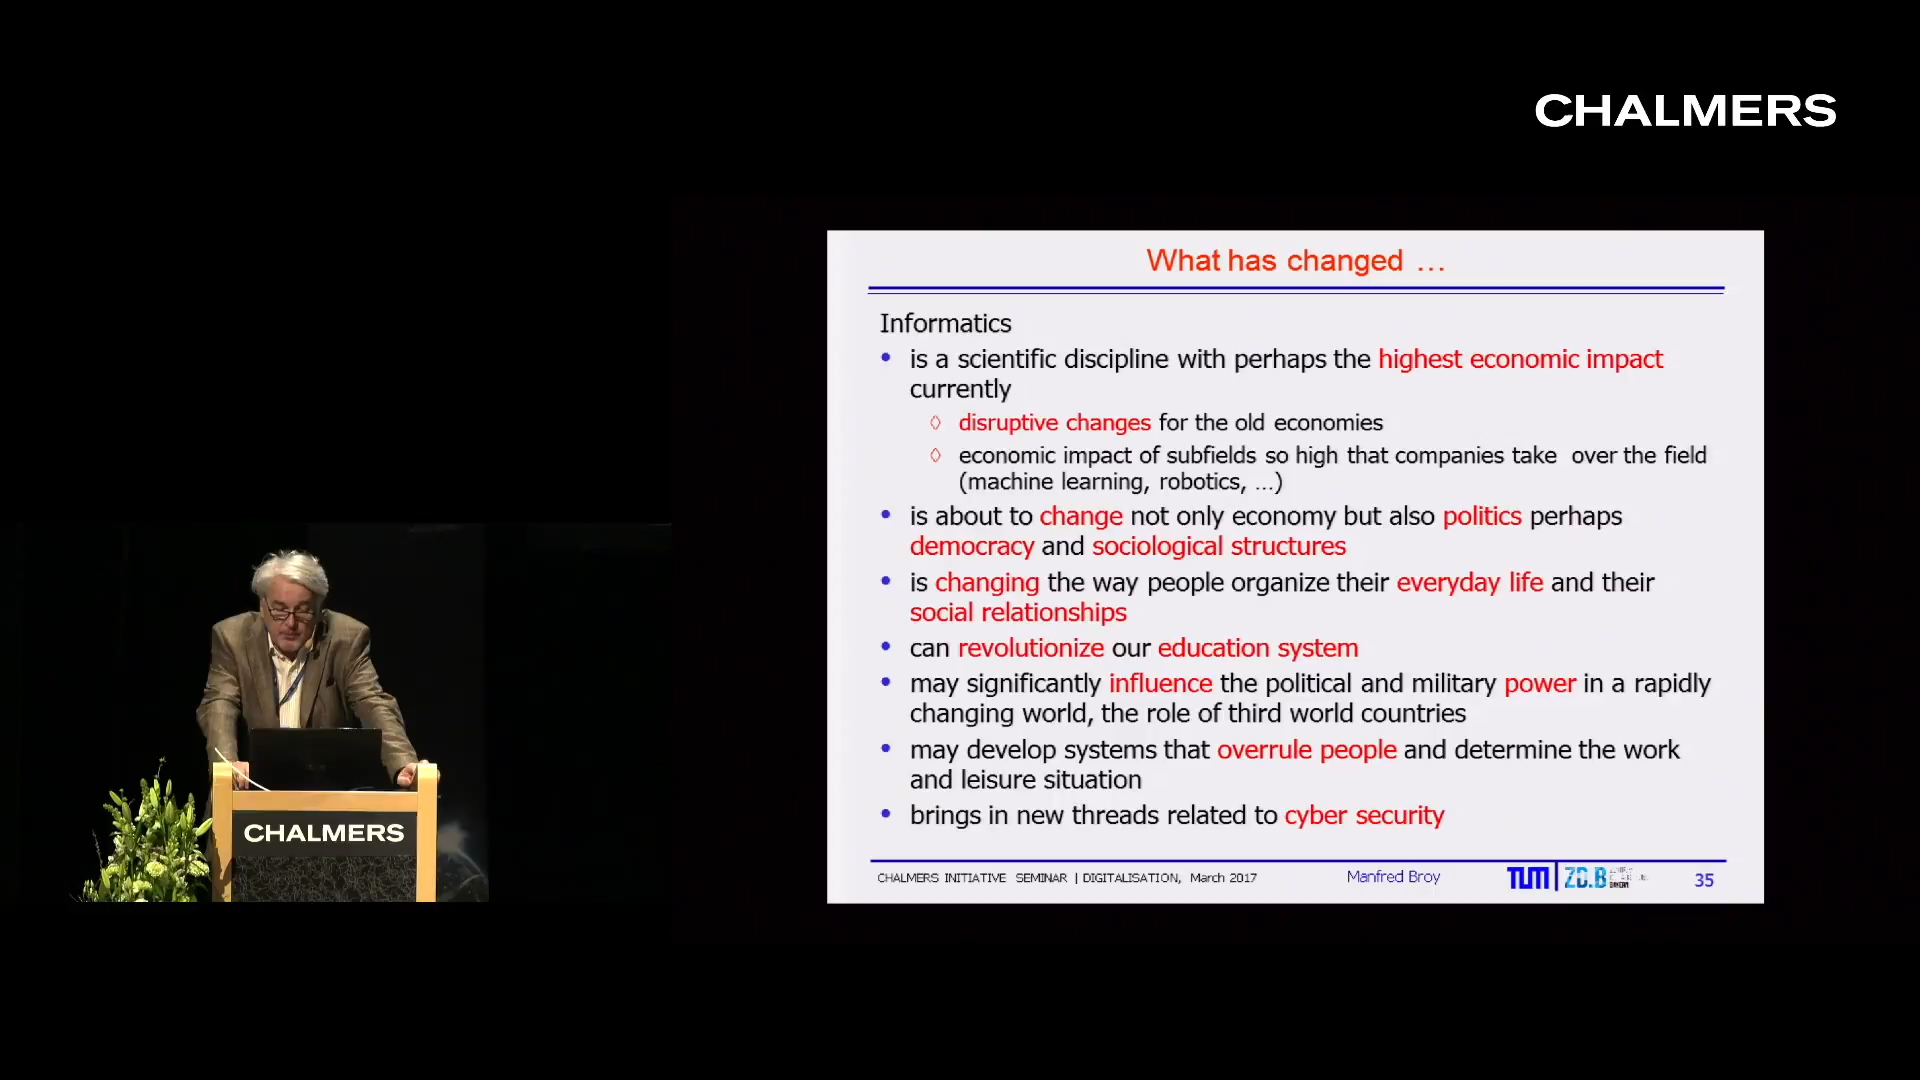 CHALMERS
What has changed …
Informatics
• is a scientific discipline with perhaps the highest economic impact
currently
◊ disruptive changes for the old economies
◊ economic impact of subfields so high that companies take over the field
(machine learning, robotics, …)
• is about to change not only economy but also politics perhaps
democracy and sociological structures
• is changing the way people organize their everyday life and their
social relationships
• can revolutionize our education system
• may significantly influence the political and military power in a rapidly
changing world, the role of third world countries
• may develop systems that overrule people and determine the work
and leisure situation
• brings in new threads related to cyber security
CHALMERS INITIATIVE SEMINAR | DIGITALISATION, March 2017 Manfred Broy TUM ZD.B 35
CHALMERS